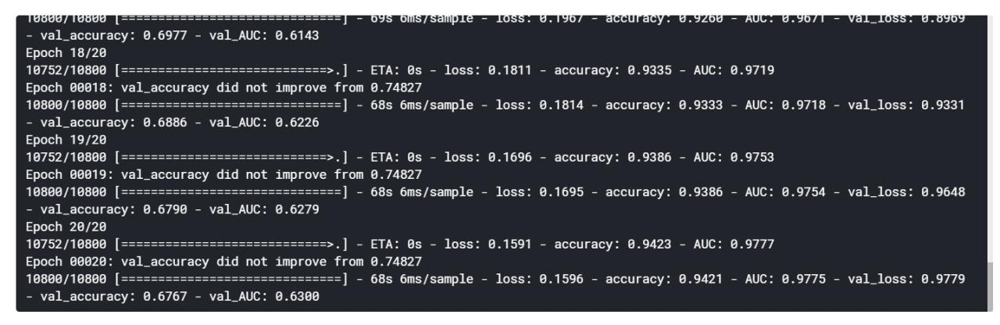 10800/10800 [==============================] - 69s 6ms/sample - loss: 0.1967 - accuracy: 0.9260 - AUC: 0.9671 - val_loss: 0.8969
- val_accuracy: 0.6977 - val_AUC: 0.6143
Epoch 18/20
10752/10800 [============================>.] - ETA: 0s - loss: 0.1811 - accuracy: 0.9335 - AUC: 0.9719
Epoch 00018: val_accuracy did not improve from 0.74827
10800/10800 [==============================] - 68s 6ms/sample - loss: 0.1814 - accuracy: 0.9333 - AUC: 0.9718 - val_loss: 0.9331
- val_accuracy: 0.6886 - val_AUC: 0.6226
Epoch 19/20
10752/10800 [============================>.] - ETA: 0s - loss: 0.1696 - accuracy: 0.9386 - AUC: 0.9753
Epoch 00019: val_accuracy did not improve from 0.74827
10800/10800 [==============================] - 68s 6ms/sample - loss: 0.1695 - accuracy: 0.9386 - AUC: 0.9754 - val_loss: 0.9648
- val_accuracy: 0.6790 - val_AUC: 0.6279
Epoch 20/20
10752/10800 [============================>.] - ETA: 0s - loss: 0.1591 - accuracy: 0.9423 - AUC: 0.9777
Epoch 00020: val_accuracy did not improve from 0.74827
10800/10800 [==============================] - 68s 6ms/sample - loss: 0.1596 - accuracy: 0.9421 - AUC: 0.9775 - val_loss: 0.9779
- val_accuracy: 0.6767 - val_AUC: 0.6300